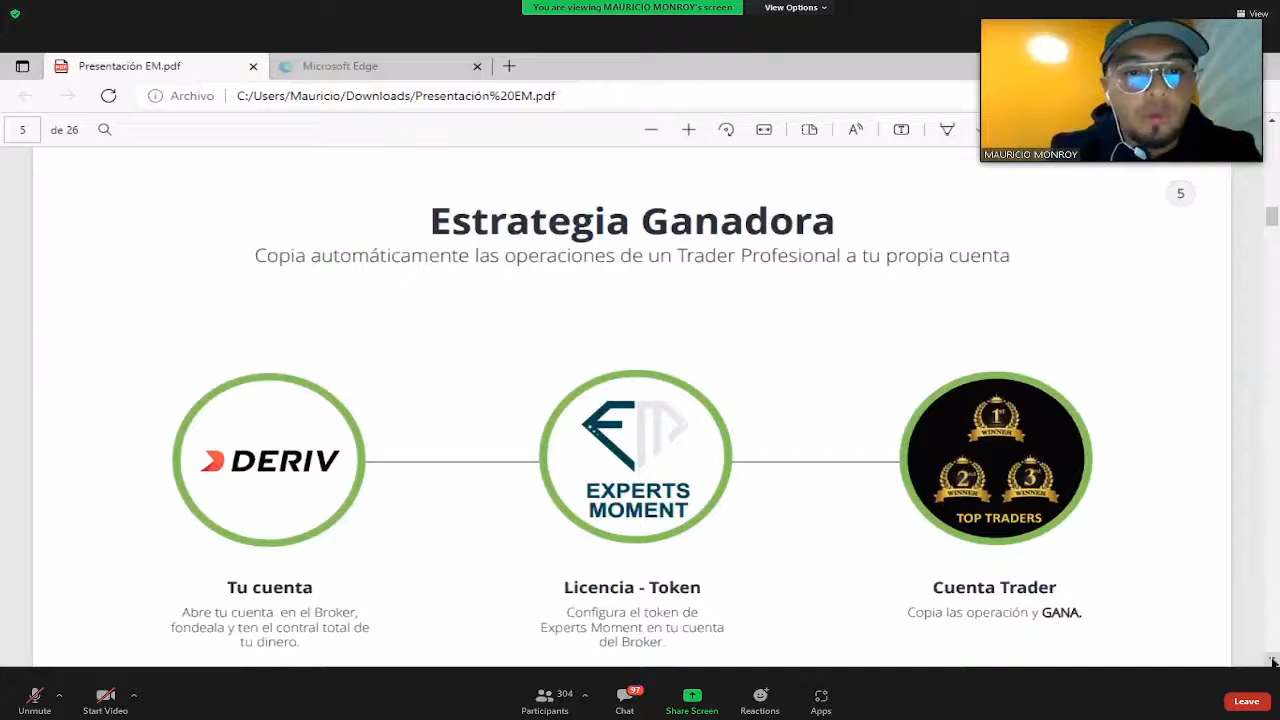 You are viewing MAURICIO MONROY's screen
View Options
View
Presentación EM.pdf
Microsoft Edge
Archivo
C:/Users/Mauricio/Downloads/Presentación%20EM.pdf
5
de 26
MAURICIO MONROY
5
Estrategia Ganadora
Copia automáticamente las operaciones de un Trader Profesional a tu propia cuenta
DERIV
EM
EXPERTS
MOMENT
1st
WINNER
2nd
WINNER
3rd
WINNER
TOP TRADERS
Tu cuenta
Abre tu cuenta en el Broker,
fondeala y ten el contral total de
tu dinero.
Licencia - Token
Configura el token de
Experts Moment en tu cuenta
del Broker.
Cuenta Trader
Copia las operación y GANA.
Unmute
Start Video
304
Participants
97
Chat
Share Screen
Reactions
Apps
Leave